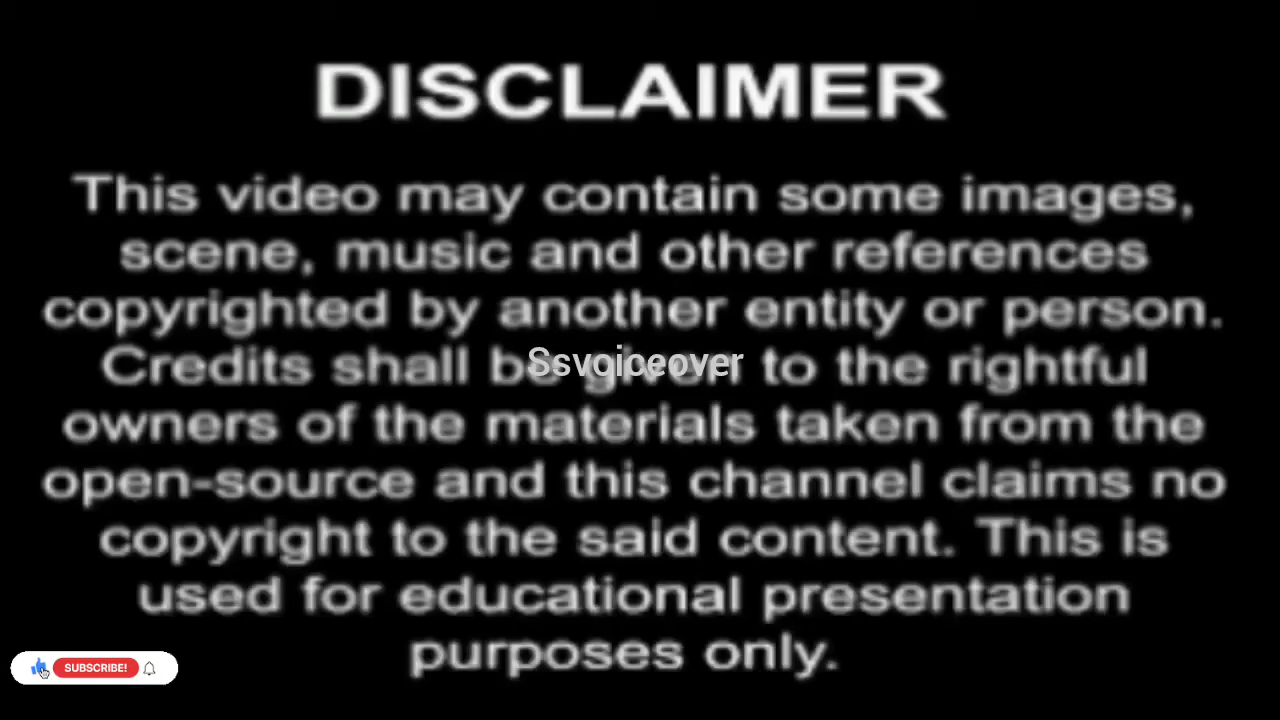 DISCLAIMER
This video may contain some images,
scene, music and other references
copyrighted by another entity or person.
Credits shall be given to the rightful
Ssvoiceover
owners of the materials taken from the
open-source and this channel claims no
copyright to the said content. This is
used for educational presentation
purposes only.
SUBSCRIBE!